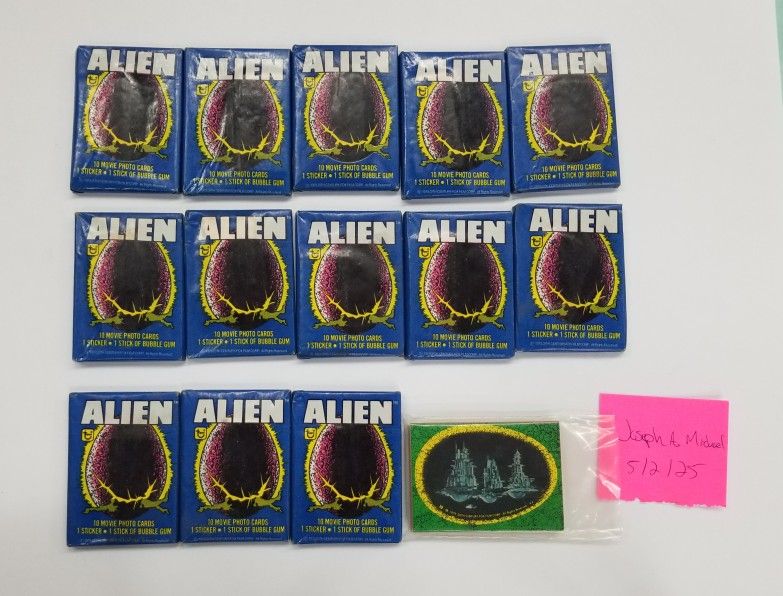 ALIEN
10 MOVIE PHOTO CARDS
1 STICKER • 1 STICK OF BUBBLE GUM
ALIEN
10 MOVIE PHOTO CARDS
1 STICKER • 1 STICK OF BUBBLE GUM
ALIEN
10 MOVIE PHOTO CARDS
1 STICKER • 1 STICK OF BUBBLE GUM
ALIEN
10 MOVIE PHOTO CARDS
1 STICKER • 1 STICK OF BUBBLE GUM
ALIEN
10 MOVIE PHOTO CARDS
1 STICKER • 1 STICK OF BUBBLE GUM
ALIEN
10 MOVIE PHOTO CARDS
1 STICKER • 1 STICK OF BUBBLE GUM
ALIEN
10 MOVIE PHOTO CARDS
1 STICKER • 1 STICK OF BUBBLE GUM
ALIEN
10 MOVIE PHOTO CARDS
1 STICKER • 1 STICK OF BUBBLE GUM
ALIEN
10 MOVIE PHOTO CARDS
1 STICKER • 1 STICK OF BUBBLE GUM
ALIEN
10 MOVIE PHOTO CARDS
1 STICKER • 1 STICK OF BUBBLE GUM
ALIEN
10 MOVIE PHOTO CARDS
1 STICKER • 1 STICK OF BUBBLE GUM
ALIEN
10 MOVIE PHOTO CARDS
1 STICKER • 1 STICK OF BUBBLE GUM
ALIEN
10 MOVIE PHOTO CARDS
1 STICKER • 1 STICK OF BUBBLE GUM
Joseph A Michael
5/2/25